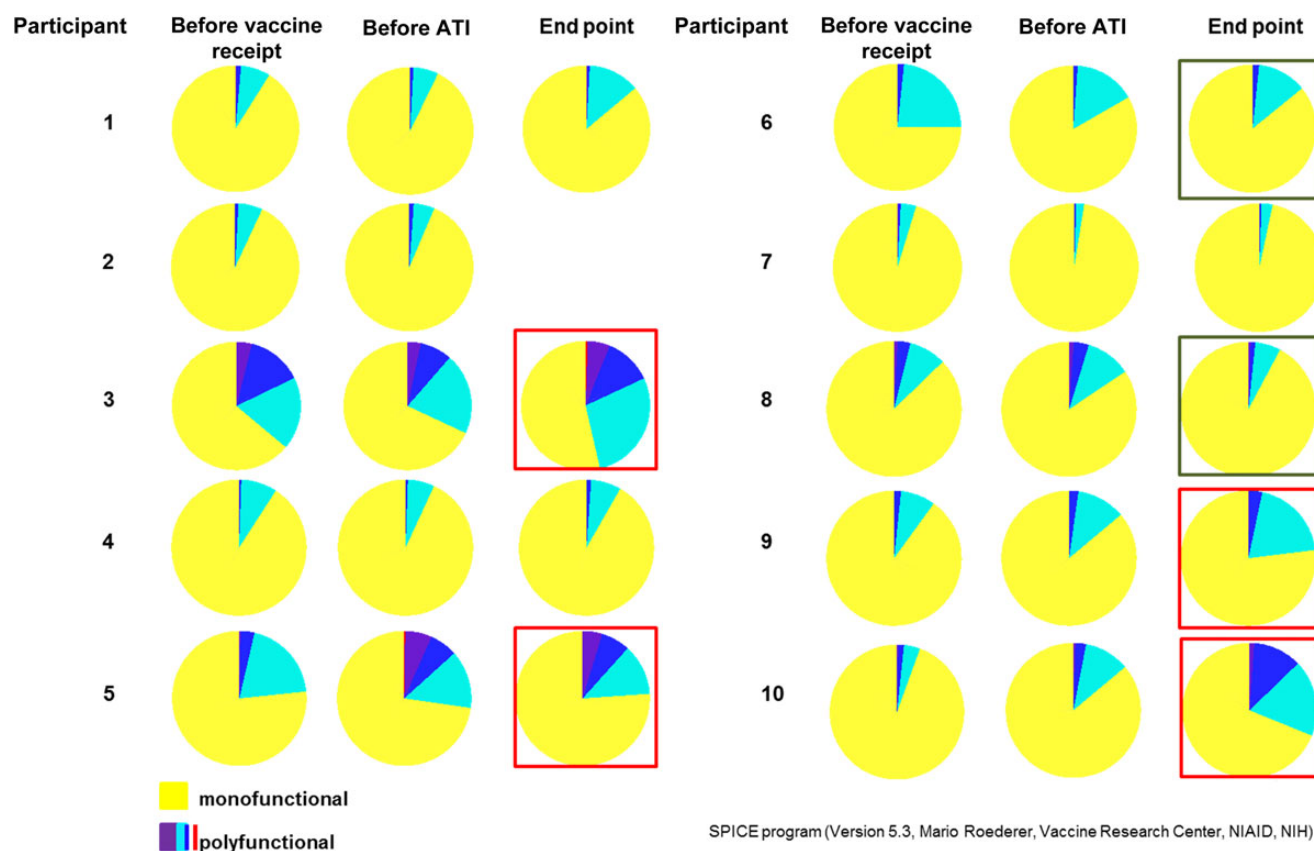 Participant Before vaccine receipt Before ATI End point Participant Before vaccine receipt Before ATI End point
1 6
2 7
3 8
4 9
5 10
monofunctional
polyfunctional
SPICE program (Version 5.3, Mario Roederer, Vaccine Research Center, NIAID, NIH)